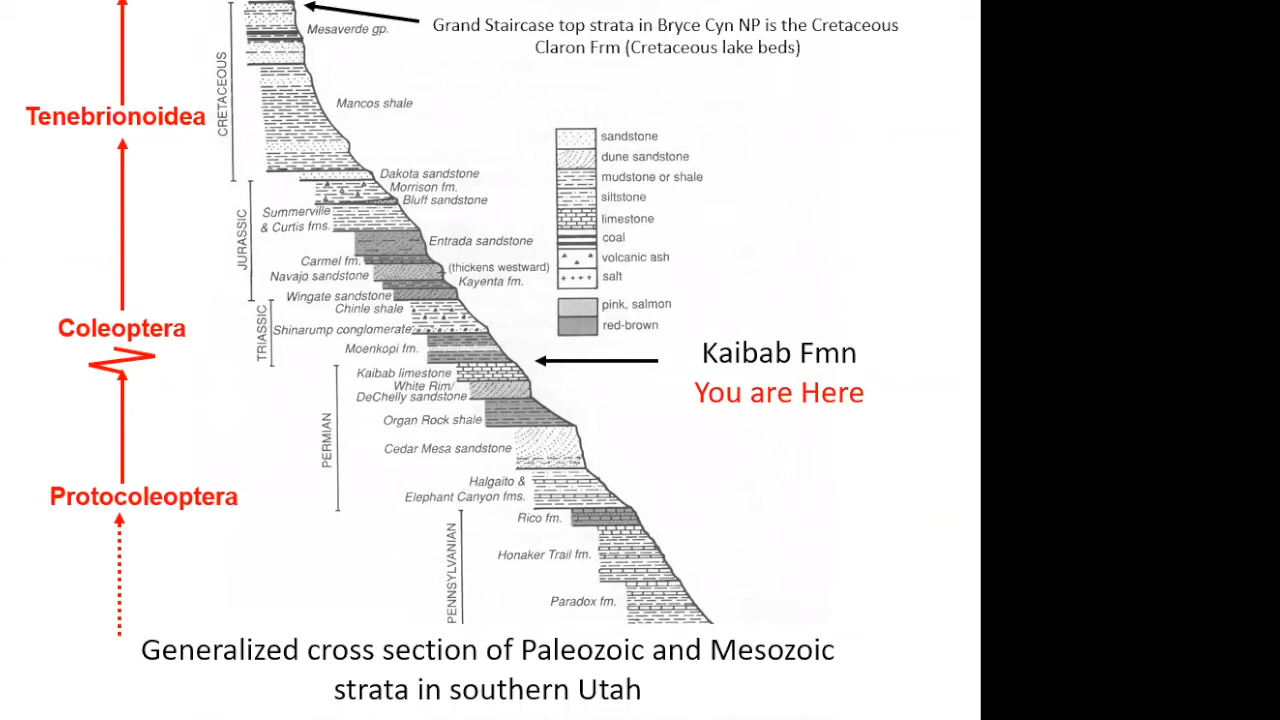 Grand Staircase top strata in Bryce Cyn NP is the Cretaceous
Claron Frm (Cretaceous lake beds)
Mesaverde gp.
CRETACEOUS
Mancos shale
Tenebrionoidea
sandstone
dune sandstone
mudstone or shale
siltstone
limestone
coal
volcanic ash
salt
pink, salmon
red-brown
Dakota sandstone
Morrison fm.
Bluff sandstone
JURASSIC
Summerville
& Curtis fms.
Entrada sandstone
Carmel fm.
(thickens westward)
Navajo sandstone
Kayenta fm.
Wingate sandstone
Chinle shale
TRIASSIC
Coleoptera
Shinarump conglomerate
Moenkopi fm.
Kaibab Fmn
You are Here
Kaibab limestone
White Rim/
DeChelly sandstone
PERMIAN
Organ Rock shale
Cedar Mesa sandstone
Halgaito &
Elephant Canyon fms.
Protocoleoptera
Rico fm.
PENNSYLVANIAN
Honaker Trail fm.
Paradox fm.
Generalized cross section of Paleozoic and Mesozoic
strata in southern Utah